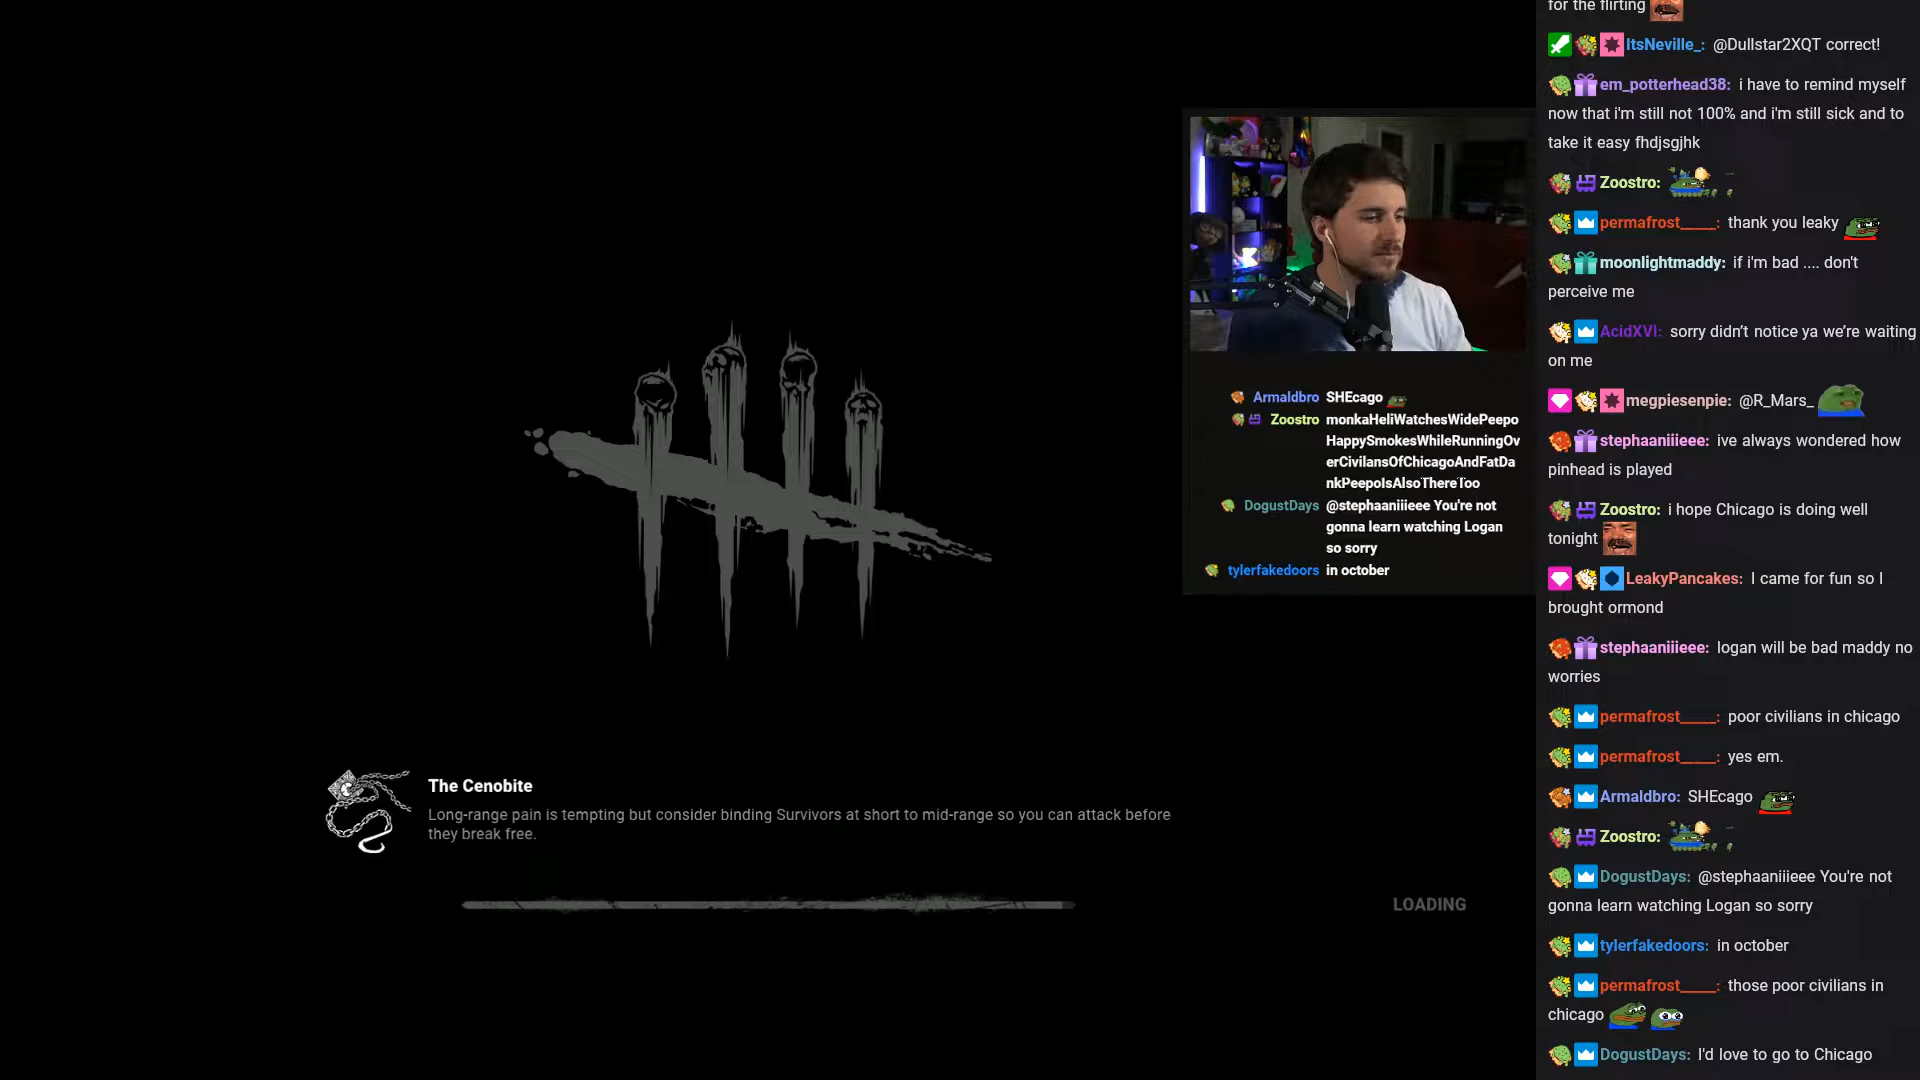 for the flirting
ItsNeville_: @Dullstar2XQT correct!
em_potterhead38: i have to remind myself
now that i'm still not 100% and i'm still sick and to
take it easy fhdjsgjhk
Zoostro:
permafrost_____: thank you leaky
moonlightmaddy: if i'm bad .... don't
perceive me
AcidXVI: sorry didn’t notice ya we’re waiting
on me
megpiesenpie: @R_Mars_
stephaaniiieee: ive always wondered how
pinhead is played
Zoostro: i hope Chicago is doing well
tonight
LeakyPancakes: I came for fun so I
brought ormond
stephaaniiieee: logan will be bad maddy no
worries
permafrost_____: poor civilians in chicago
permafrost_____: yes em.
Armaldbro: SHEcago
Zoostro:
DogustDays: @stephaaniiieee You're not
gonna learn watching Logan so sorry
tylerfakedoors: in october
permafrost_____: those poor civilians in
chicago
DogustDays: I'd love to go to Chicago
Armaldbro SHEcago
Zoostro monkaHeliWatchesWidePeepo
HappySmokesWhileRunningOv
erCivilansOfChicagoAndFatDa
nkPeepoIsAlsoThereToo
DogustDays @stephaaniiieee You're not
gonna learn watching Logan
so sorry
tylerfakedoors in october
The Cenobite
Long-range pain is tempting but consider binding Survivors at short to mid-range so you can attack before
they break free.
LOADING